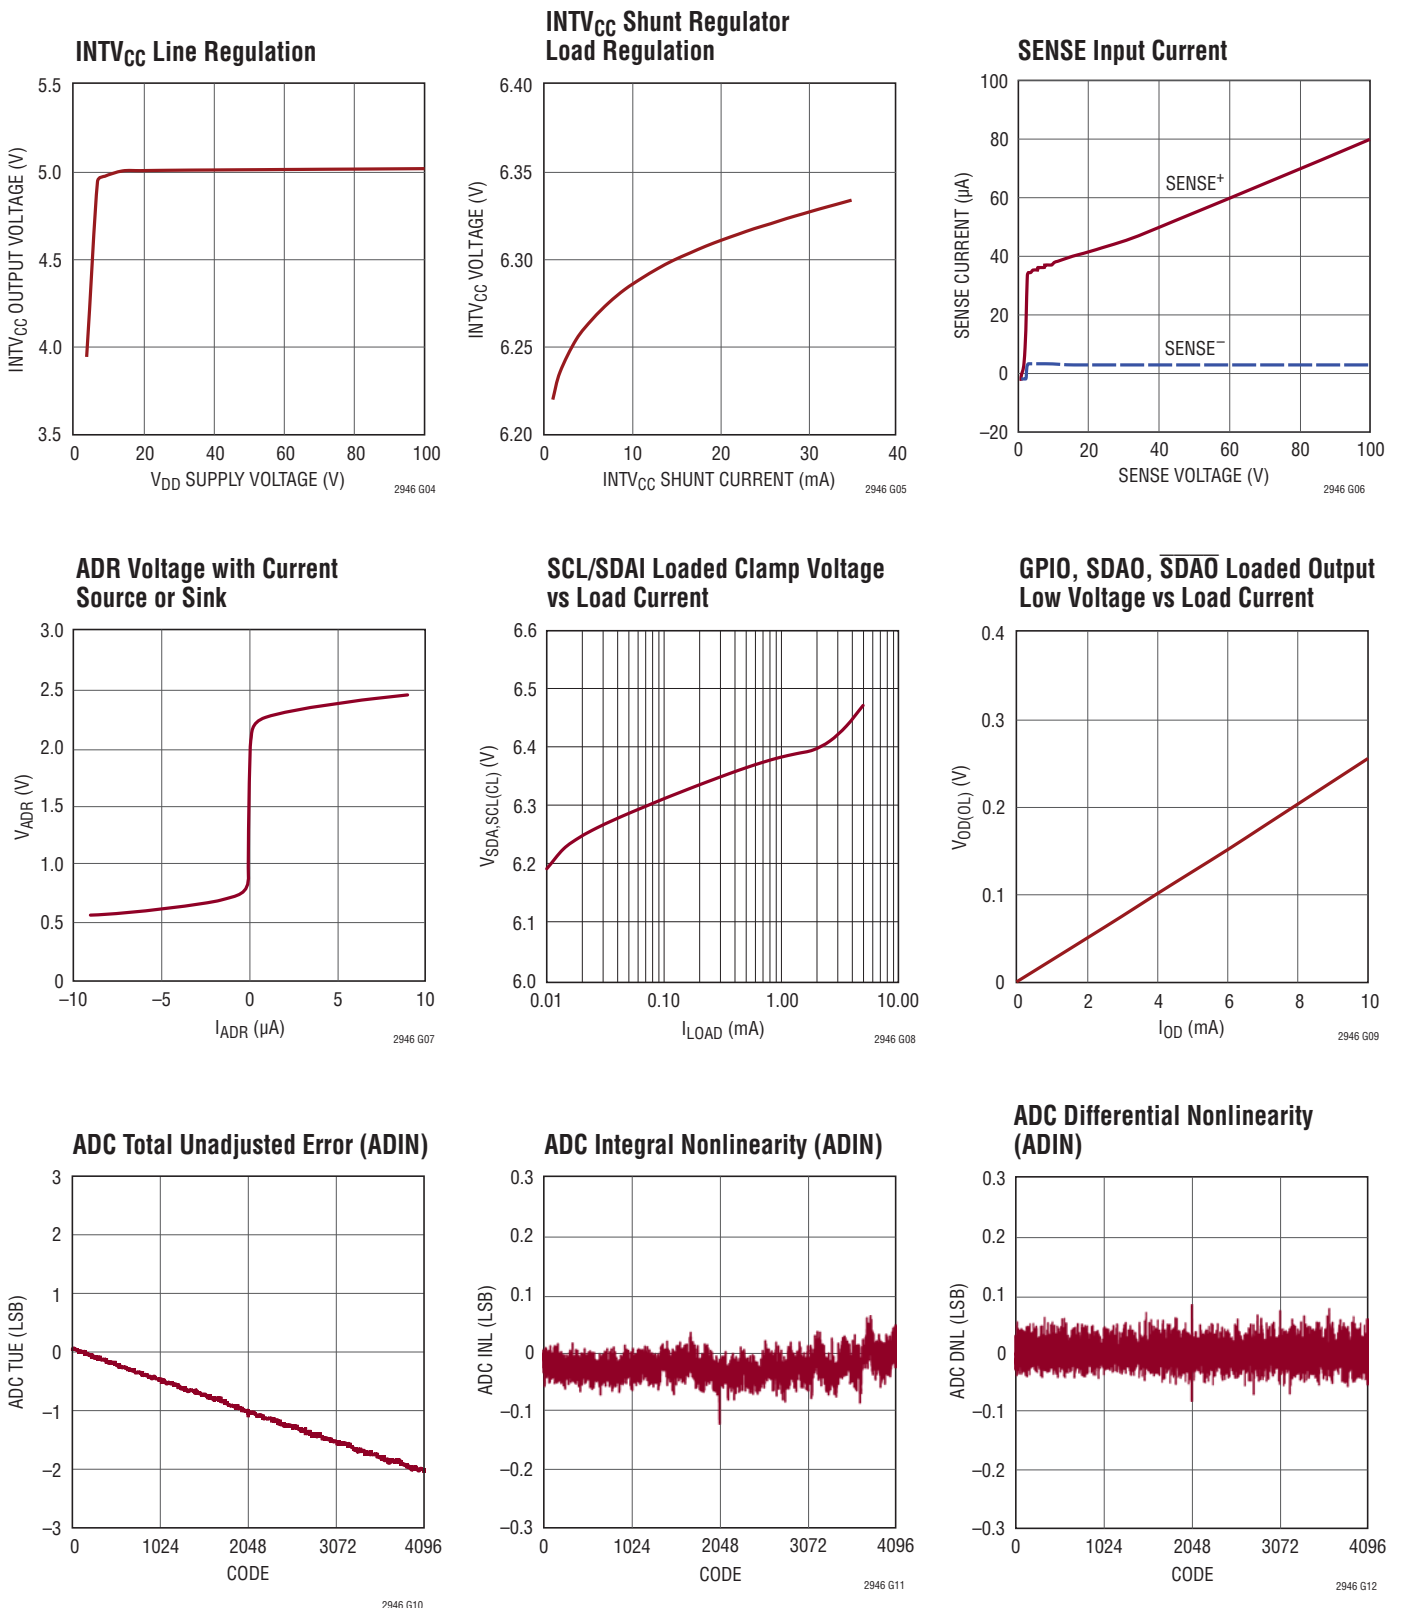 INTVCC Line Regulation
5.5
5.0
4.5
4.0
3.5
INTVCC OUTPUT VOLTAGE (V)
0 20 40 60 80 100
VDD SUPPLY VOLTAGE (V)
2946 G04
INTVCC Shunt Regulator
Load Regulation
6.40
6.35
6.30
6.25
6.20
INTVCC VOLTAGE (V)
0 10 20 30 40
INTVCC SHUNT CURRENT (mA)
2946 G05
SENSE Input Current
100
80
60
40
20
0
–20
SENSE CURRENT (µA)
SENSE+
SENSE–
0 20 40 60 80 100
SENSE VOLTAGE (V)
2946 G06
ADR Voltage with Current
Source or Sink
3.0
2.5
2.0
1.5
1.0
0.5
0
VADR (V)
–10 –5 0 5 10
IADR (µA)
2946 G07
SCL/SDAI Loaded Clamp Voltage
vs Load Current
6.6
6.5
6.4
6.3
6.2
6.1
6.0
VSDA,SCL(CL) (V)
0.01 0.10 1.00 10.00
ILOAD (mA)
2946 G08
GPIO, SDAO, S̅D̅A̅O̅ Loaded Output
Low Voltage vs Load Current
0.4
0.3
0.2
0.1
0
VOD(OL) (V)
0 2 4 6 8 10
IOD (mA)
2946 G09
ADC Total Unadjusted Error (ADIN)
3
2
1
0
–1
–2
–3
ADC TUE (LSB)
0 1024 2048 3072 4096
CODE
2946 G10
ADC Integral Nonlinearity (ADIN)
0.3
0.2
0.1
0
–0.1
–0.2
–0.3
ADC INL (LSB)
0 1024 2048 3072 4096
CODE
2946 G11
ADC Differential Nonlinearity
(ADIN)
0.3
0.2
0.1
0
–0.1
–0.2
–0.3
ADC DNL (LSB)
0 1024 2048 3072 4096
CODE
2946 G12